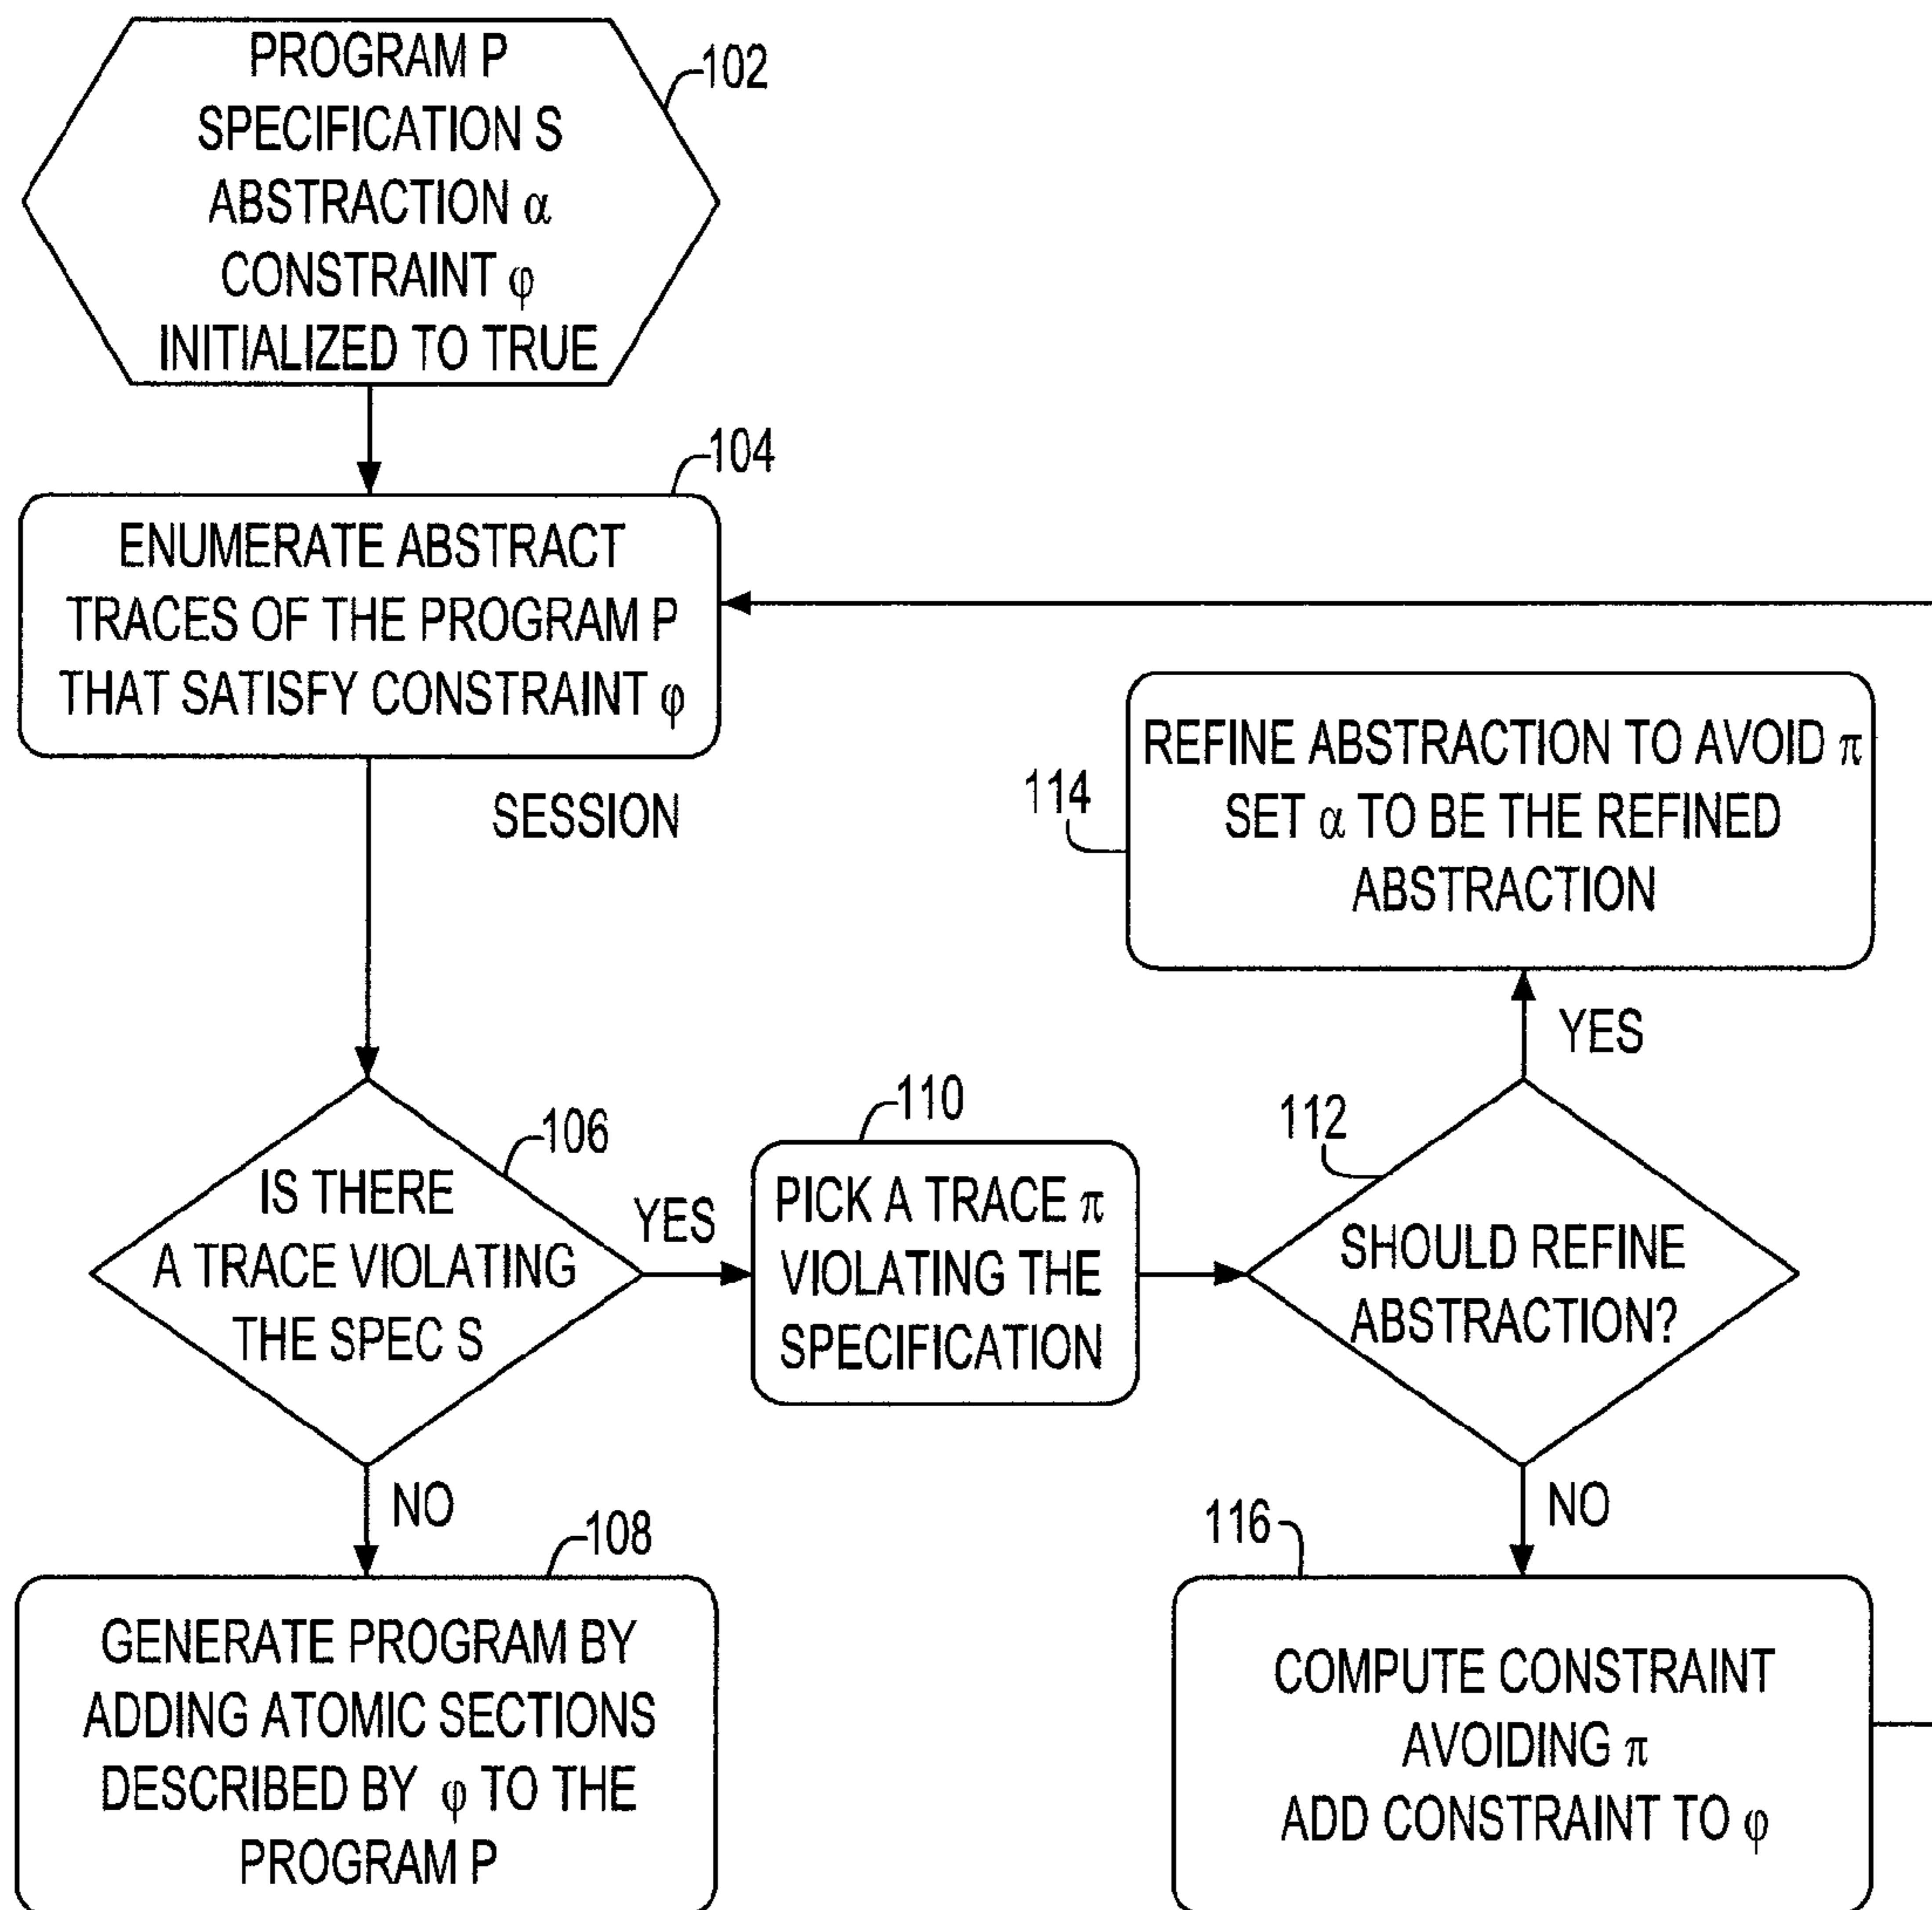 PROGRAM P
SPECIFICATION S
ABSTRACTION α
CONSTRAINT φ
INITIALIZED TO TRUE
102
104
ENUMERATE ABSTRACT
TRACES OF THE PROGRAM P
THAT SATISFY CONSTRAINT φ
SESSION
114
REFINE ABSTRACTION TO AVOID π
SET α TO BE THE REFINED
ABSTRACTION
YES
106
IS THERE
A TRACE VIOLATING
THE SPEC S
YES
110
PICK A TRACE π
VIOLATING THE
SPECIFICATION
112
SHOULD REFINE
ABSTRACTION?
NO
108
GENERATE PROGRAM BY
ADDING ATOMIC SECTIONS
DESCRIBED BY φ TO THE
PROGRAM P
NO
116
COMPUTE CONSTRAINT
AVOIDING π
ADD CONSTRAINT TO φ